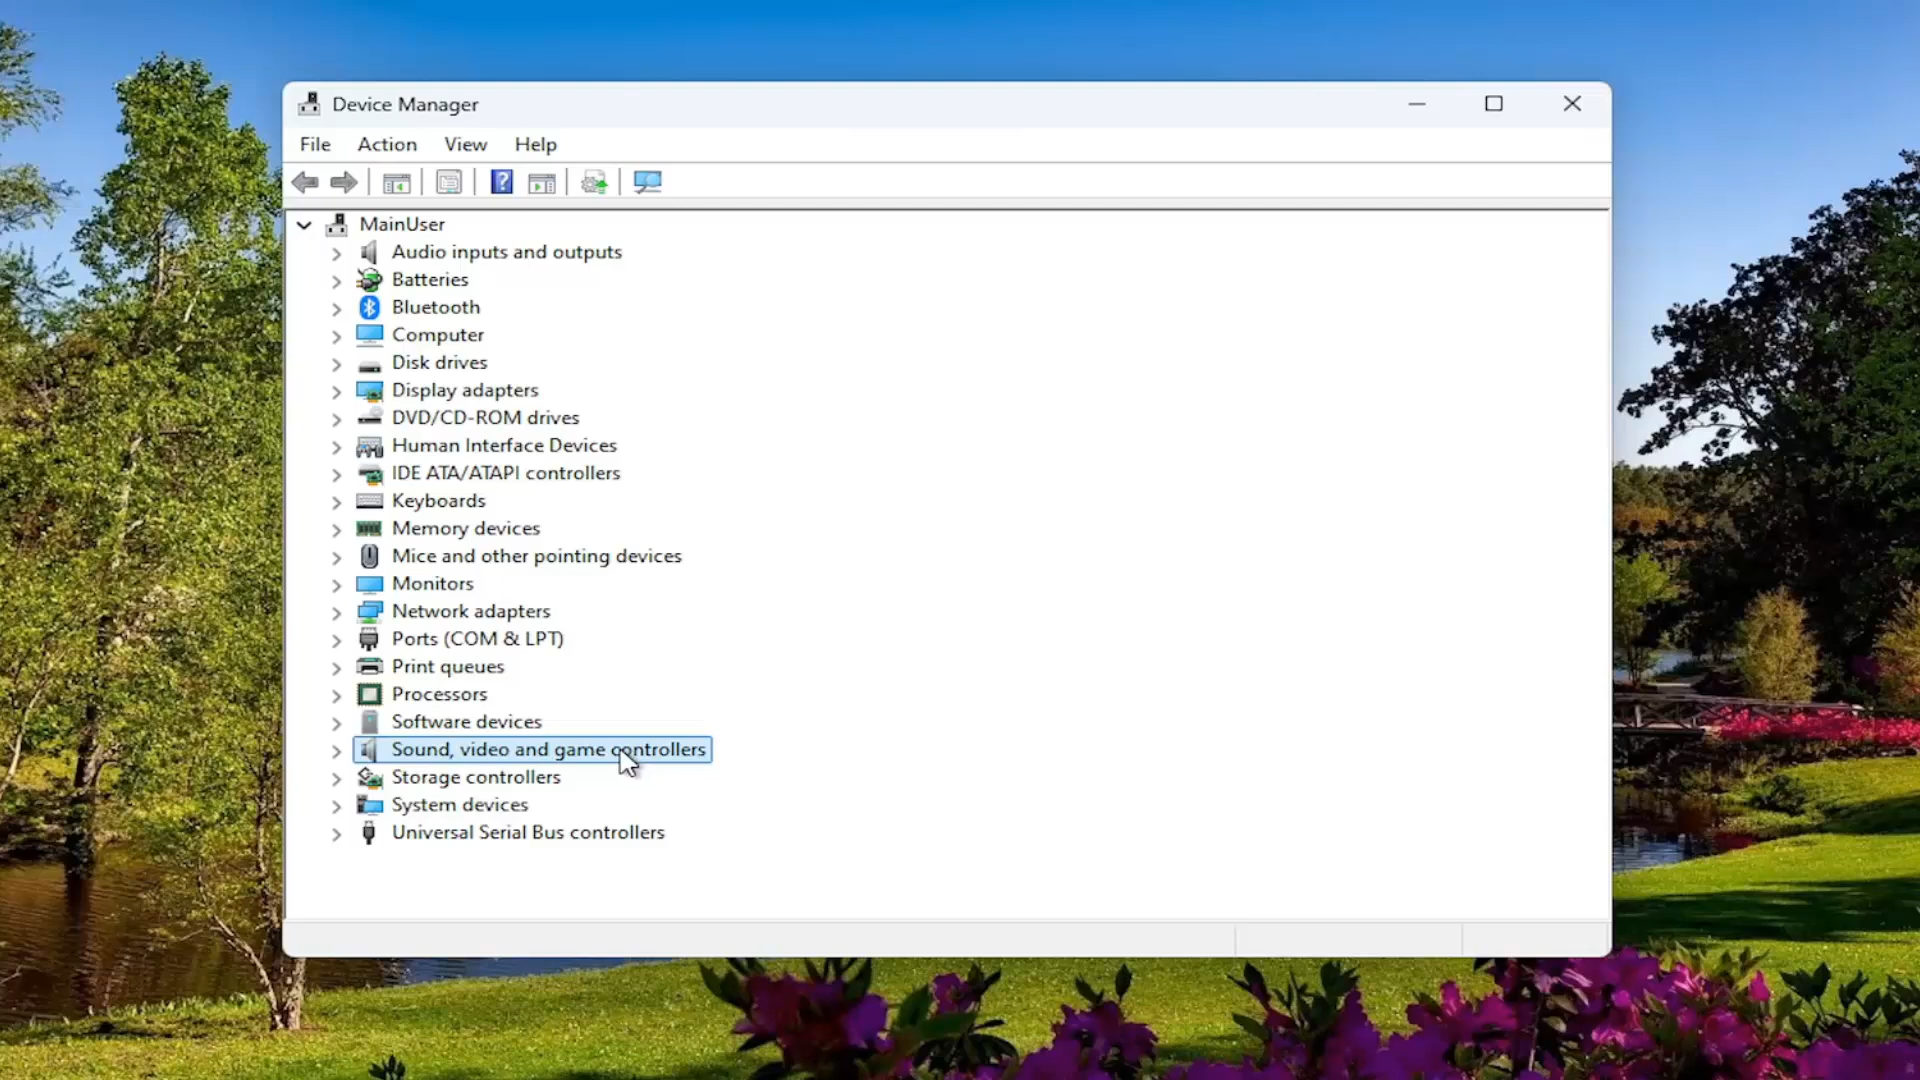 Device Manager
File Action View Help
?
MainUser
Audio inputs and outputs
Batteries
Bluetooth
Computer
Disk drives
Display adapters
DVD/CD-ROM drives
Human Interface Devices
IDE ATA/ATAPI controllers
Keyboards
Memory devices
Mice and other pointing devices
Monitors
Network adapters
Ports (COM & LPT)
Print queues
Processors
Software devices
Sound, video and game controllers
Storage controllers
System devices
Universal Serial Bus controllers